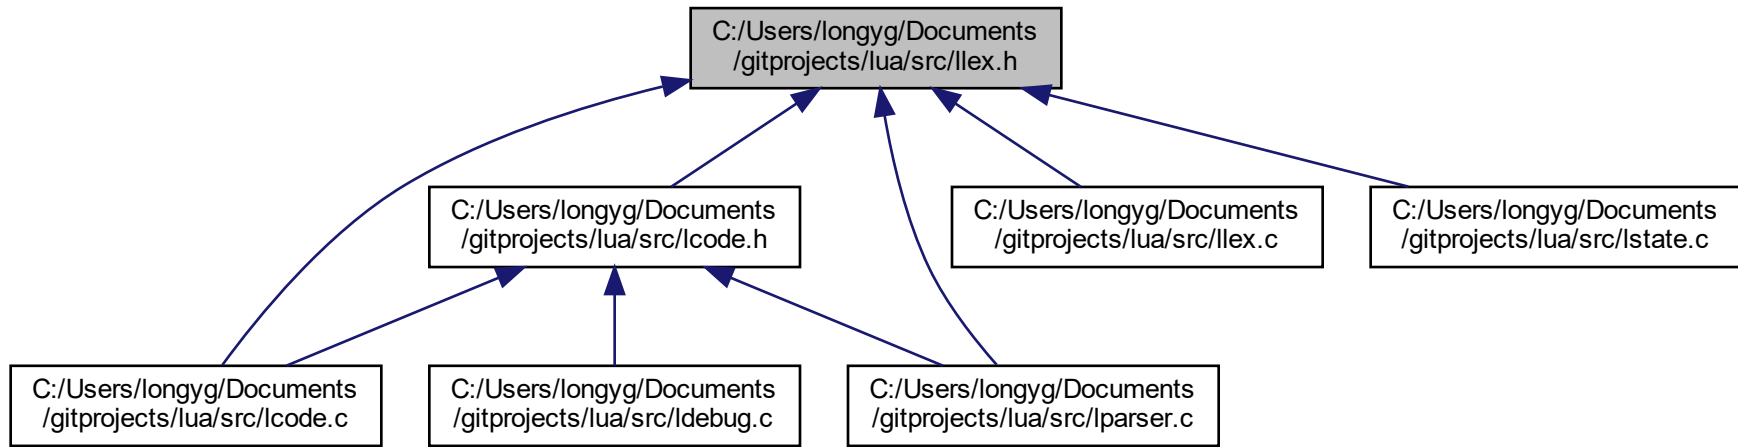 C:/Users/longyg/Documents
/gitprojects/lua/src/llex.h
C:/Users/longyg/Documents
/gitprojects/lua/src/lcode.h
C:/Users/longyg/Documents
/gitprojects/lua/src/llex.c
C:/Users/longyg/Documents
/gitprojects/lua/src/lstate.c
C:/Users/longyg/Documents
/gitprojects/lua/src/lcode.c
C:/Users/longyg/Documents
/gitprojects/lua/src/ldebug.c
C:/Users/longyg/Documents
/gitprojects/lua/src/lparser.c